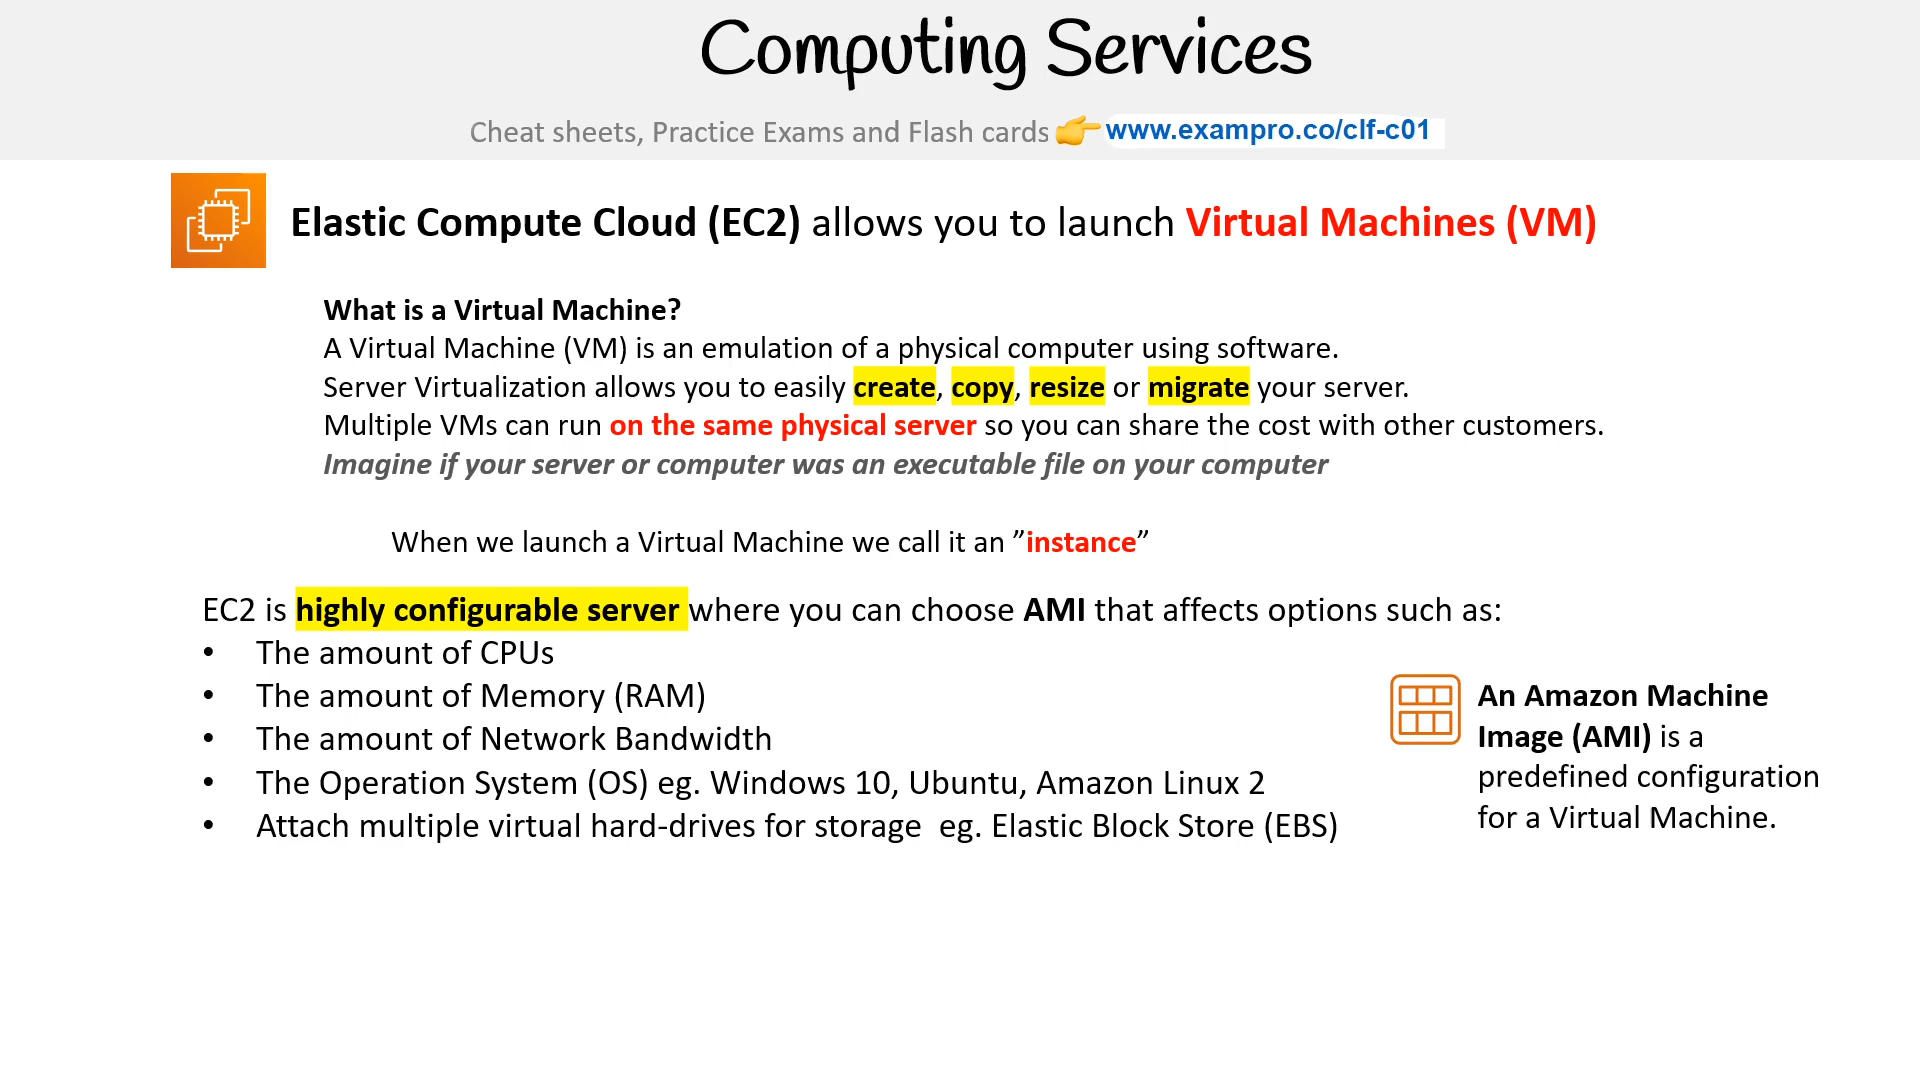 Computing Services
Cheat sheets, Practice Exams and Flash cards 👉 www.exampro.co/clf-c01
Elastic Compute Cloud (EC2) allows you to launch Virtual Machines (VM)
What is a Virtual Machine?
A Virtual Machine (VM) is an emulation of a physical computer using software.
Server Virtualization allows you to easily create, copy, resize or migrate your server.
Multiple VMs can run on the same physical server so you can share the cost with other customers.
Imagine if your server or computer was an executable file on your computer
When we launch a Virtual Machine we call it an ”instance”
EC2 is highly configurable server where you can choose AMI that affects options such as:
• The amount of CPUs
• The amount of Memory (RAM)
• The amount of Network Bandwidth
• The Operation System (OS) eg. Windows 10, Ubuntu, Amazon Linux 2
• Attach multiple virtual hard-drives for storage  eg. Elastic Block Store (EBS)
An Amazon Machine
Image (AMI) is a
predefined configuration
for a Virtual Machine.